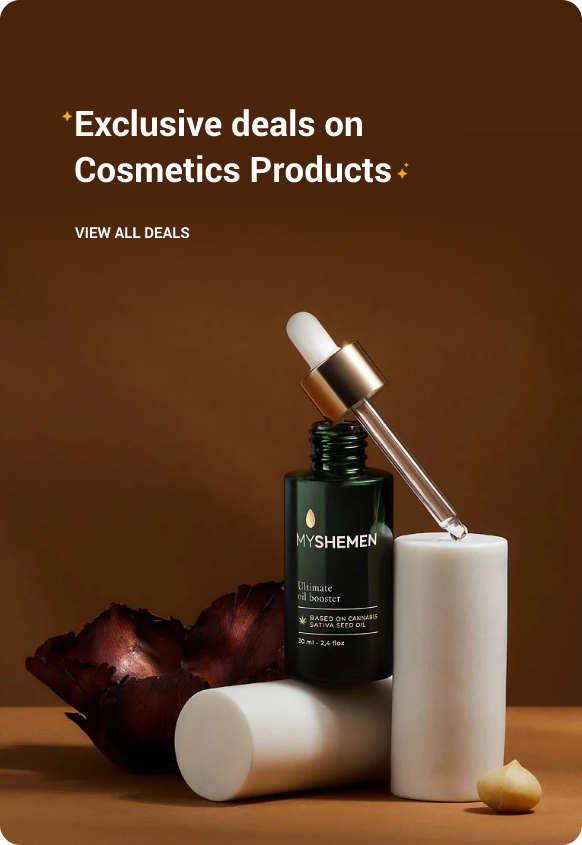 Exclusive deals on
Cosmetics Products
VIEW ALL DEALS
MYSHEMEN
Ultimate
oil booster
BASED ON CANNABIS
SATIVA SEED OIL
30 ml - 2,4 floz